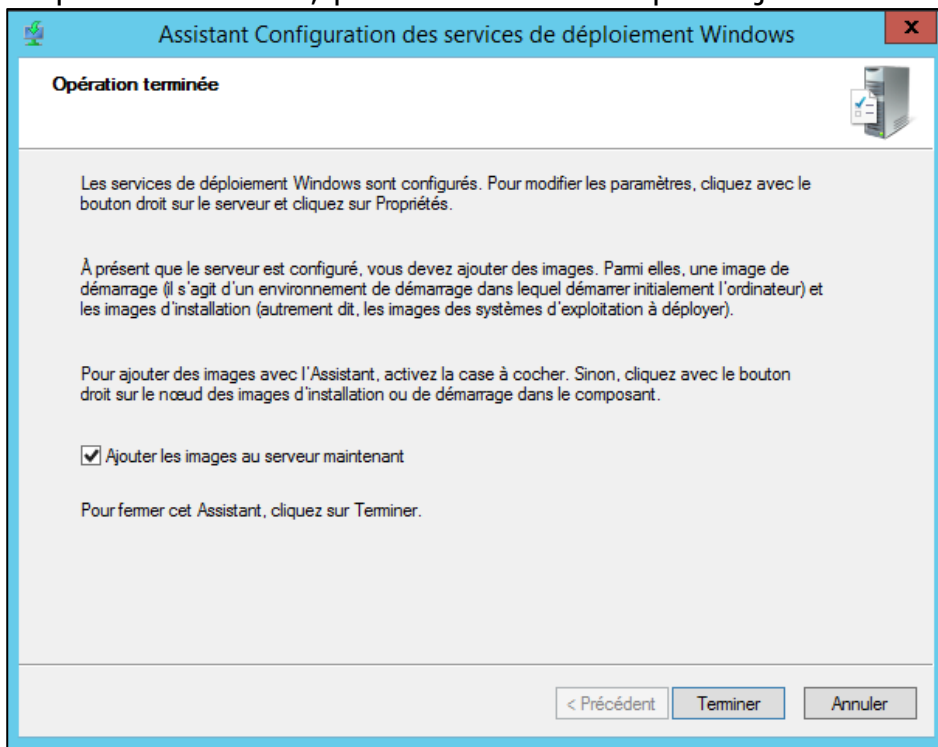 Assistant Configuration des services de déploiement Windows
x
Opération terminée
Les services de déploiement Windows sont configurés. Pour modifier les paramètres, cliquez avec le
bouton droit sur le serveur et cliquez sur Propriétés.
À présent que le serveur est configuré, vous devez ajouter des images. Parmi elles, une image de
démarrage (il s'agit d'un environnement de démarrage dans lequel démarrer initialement l'ordinateur) et
les images d'installation (autrement dit, les images des systèmes d'exploitation à déployer).
Pour ajouter des images avec l'Assistant, activez la case à cocher. Sinon, cliquez avec le bouton
droit sur le nœud des images d'installation ou de démarrage dans le composant.
Ajouter les images au serveur maintenant
Pour fermer cet Assistant, cliquez sur Terminer.
< Précédent Terminer Annuler